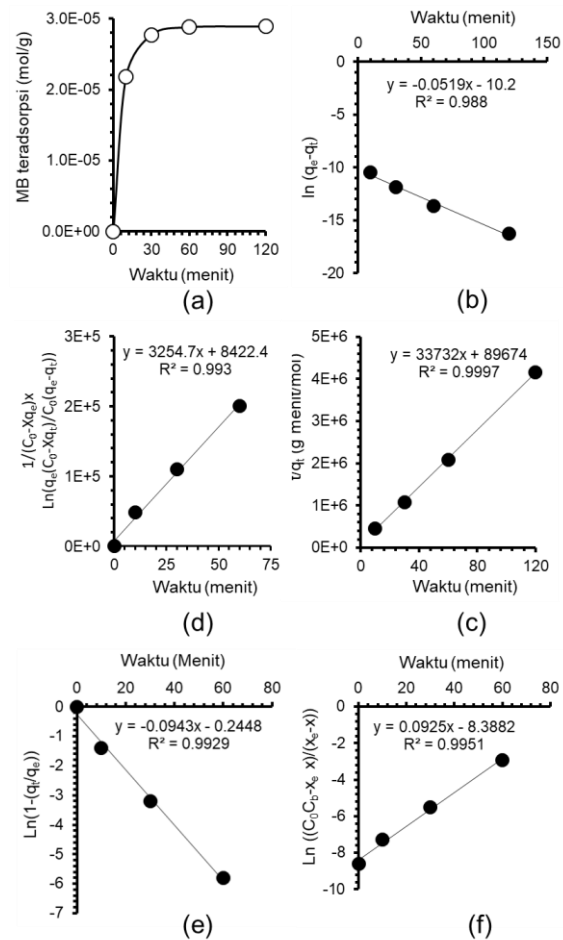 MB teradsorpsi (mol/g)
3.0E-05
2.0E-05
1.0E-05
0.0E+00
0 30 60 90 120
Waktu (menit)
(a)
Waktu (menit)
0 50 100 150
0
-5
-10
-15
-20
ln (qe-qt)
y = -0.0519x - 10.2
R² = 0.988
(b)
1/(C0-Xqe)x
Ln(qe(C0-Xqt)/C0(qe-qt))
2E+5
1E+5
0E+0
3E+5
y = 3254.7x + 8422.4
R² = 0.993
0 25 50 75
Waktu (menit)
(d)
t/qt (g menit/mol)
5E+6
4E+6
3E+6
2E+6
1E+6
0E+0
y = 33732x + 89674
R² = 0.9997
0 40 80 120
Waktu (menit)
(c)
Waktu (Menit)
0 20 40 60 80
0
-1
-2
-3
-4
-5
-6
-7
Ln(1-(qt/qe))
y = -0.0943x - 0.2448
R² = 0.9929
(e)
Waktu (menit)
0 20 40 60 80
0
-2
-4
-6
-8
-10
Ln ((C0Cb-xe x)/(xe-x))
y = 0.0925x - 8.3882
R² = 0.9951
(f)